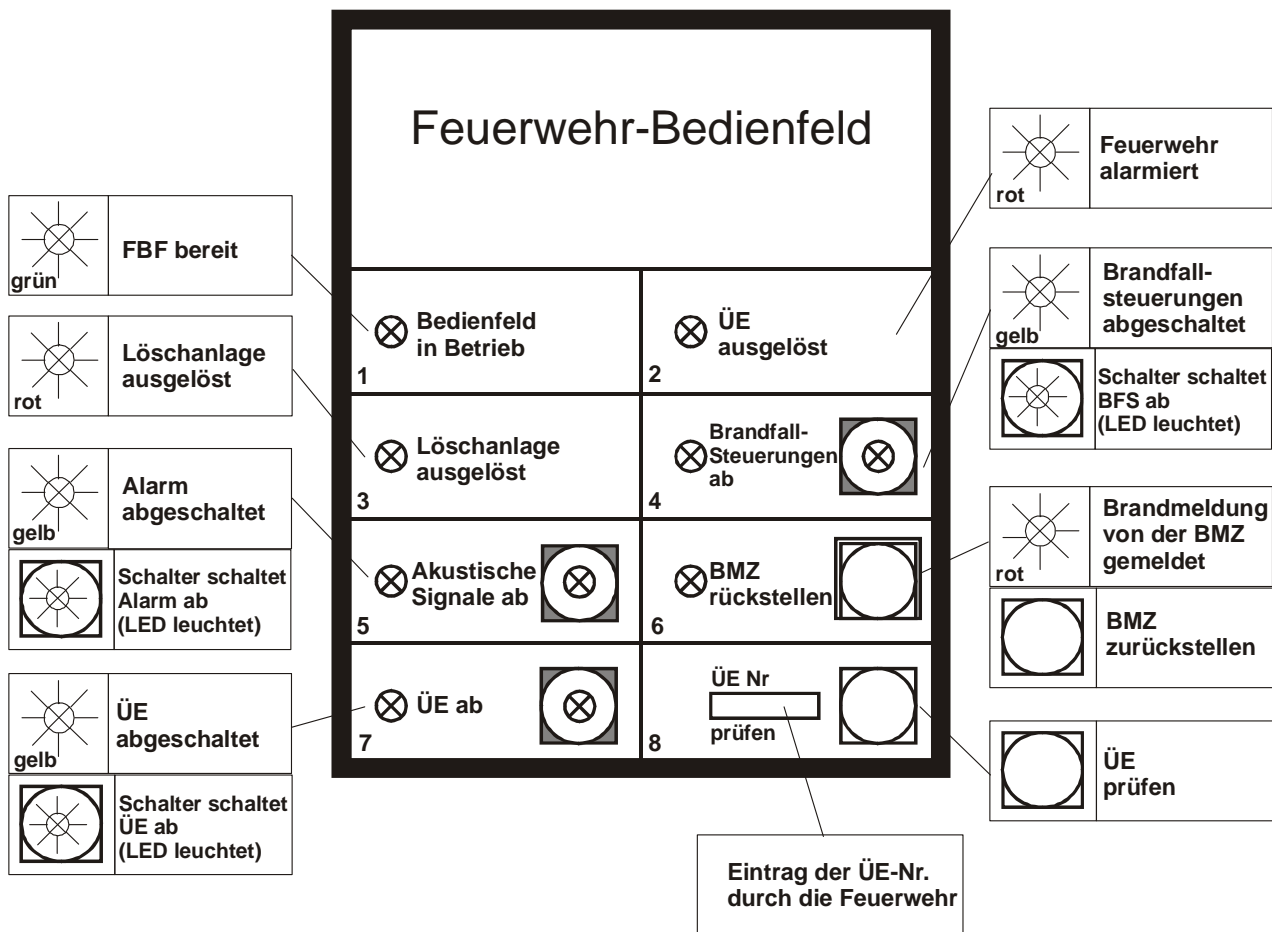 Feuerwehr-Bedienfeld
Bedienfeld
in Betrieb
1
ÜE
ausgelöst
2
Löschanlage
ausgelöst
3
Brandfall-
Steuerungen
ab
4
Akustische
Signale ab
5
BMZ
rückstellen
6
ÜE ab
7
ÜE Nr
prüfen
8
grün
FBF bereit
rot
Löschanlage
ausgelöst
gelb
Alarm
abgeschaltet
Schalter schaltet
Alarm ab
(LED leuchtet)
gelb
ÜE
abgeschaltet
Schalter schaltet
ÜE ab
(LED leuchtet)
rot
Feuerwehr
alarmiert
gelb
Brandfall-
steuerungen
abgeschaltet
Schalter schaltet
BFS ab
(LED leuchtet)
rot
Brandmeldung
von der BMZ
gemeldet
BMZ
zurückstellen
ÜE
prüfen
Eintrag der ÜE-Nr.
durch die Feuerwehr